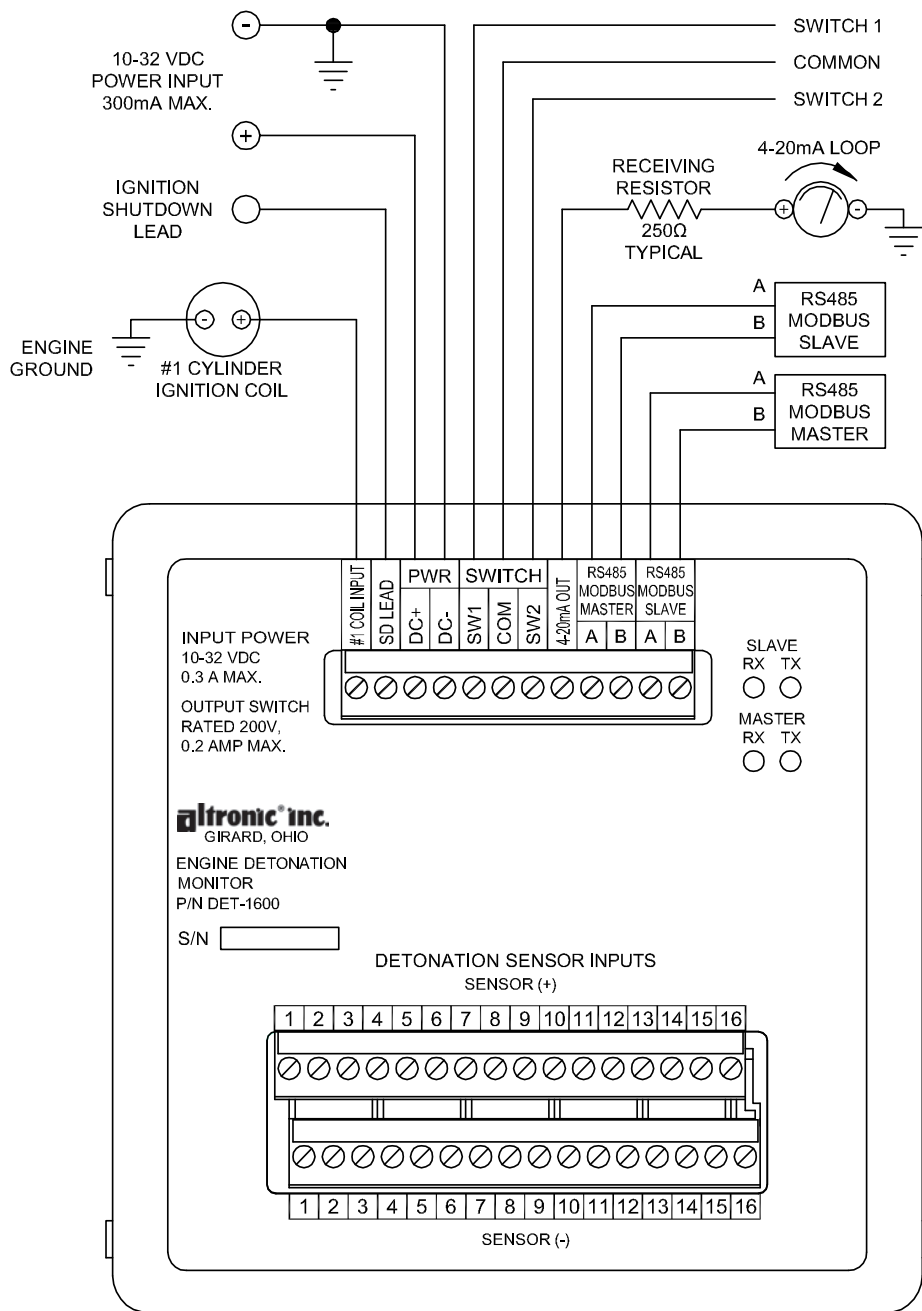 -
10-32 VDC
POWER INPUT
300mA MAX.
+
IGNITION
SHUTDOWN
LEAD
ENGINE
GROUND
- +
#1 CYLINDER
IGNITION COIL
SWITCH 1
COMMON
SWITCH 2
4-20mA LOOP
RECEIVING
RESISTOR
250Ω
TYPICAL
+ -
A
B
RS485
MODBUS
SLAVE
A
B
RS485
MODBUS
MASTER
#1 COIL INPUT
SD LEAD
PWR
DC+
DC-
SWITCH
SW1
COM
SW2
4-20mA OUT
RS485
MODBUS
MASTER
A B
RS485
MODBUS
SLAVE
A B
INPUT POWER
10-32 VDC
0.3 A MAX.
OUTPUT SWITCH
RATED 200V,
0.2 AMP MAX.
SLAVE
RX TX
MASTER
RX TX
altronic® inc.
GIRARD, OHIO
ENGINE DETONATION
MONITOR
P/N DET-1600
S/N
DETONATION SENSOR INPUTS
SENSOR (+)
1 2 3 4 5 6 7 8 9 10 11 12 13 14 15 16
1 2 3 4 5 6 7 8 9 10 11 12 13 14 15 16
SENSOR (-)